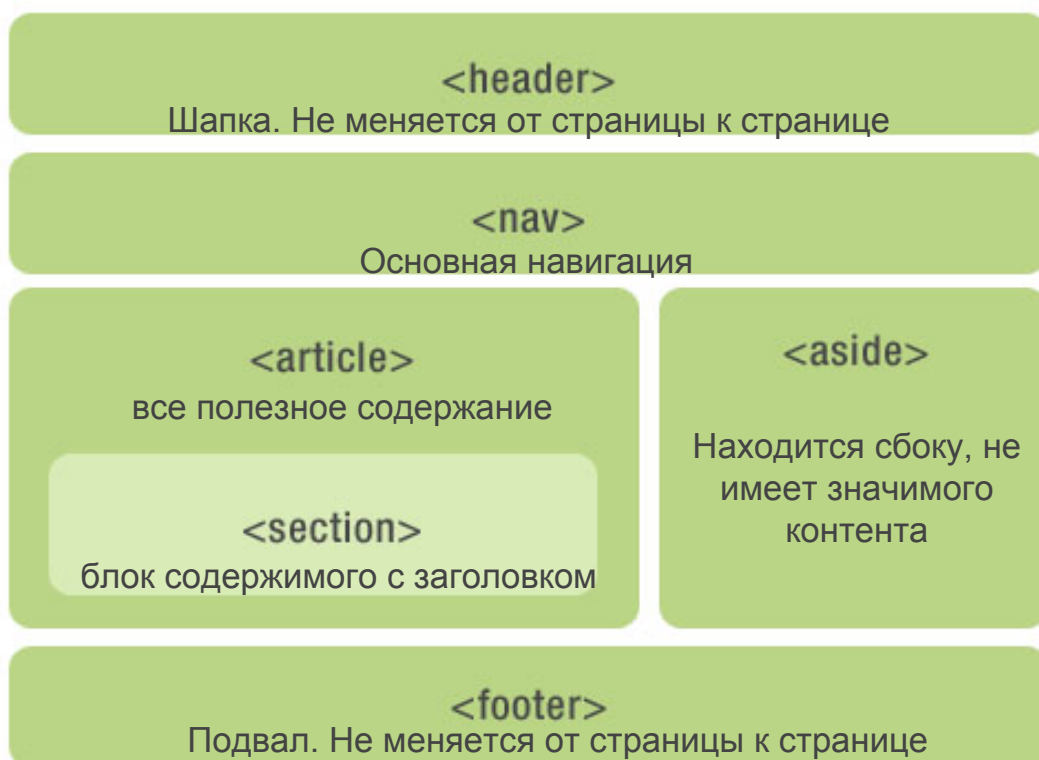 <header>
Шапка. Не меняется от страницы к странице
<nav>
Основная навигация
<article>
все полезное содержание
<section>
блок содержимого с заголовком
<aside>
Находится сбоку, не
имеет значимого
контента
<footer>
Подвал. Не меняется от страницы к странице